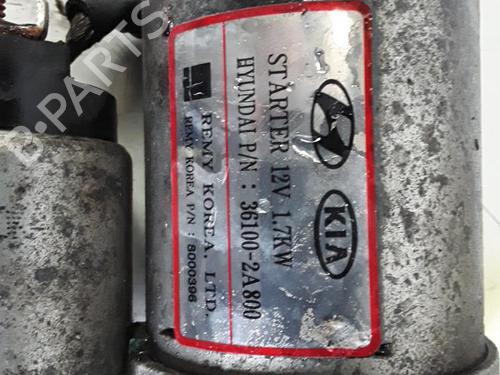 KIA
STARTER 12V 1.7KW
HYUNDAI P/N : 36100-2A800
REMY KOREA, LTD.
REMY KOREA P/N : 8000396
B-PARTS